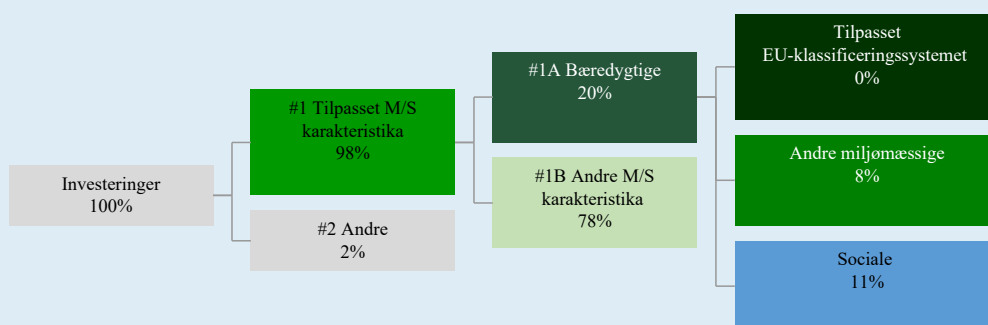 Investeringer
100%
#1 Tilpasset M/S
karakteristika
98%
#2 Andre
2%
#1A Bæredygtige
20%
#1B Andre M/S
karakteristika
78%
Tilpasset
EU-klassificeringssystemet
0%
Andre miljømæssige
8%
Sociale
11%